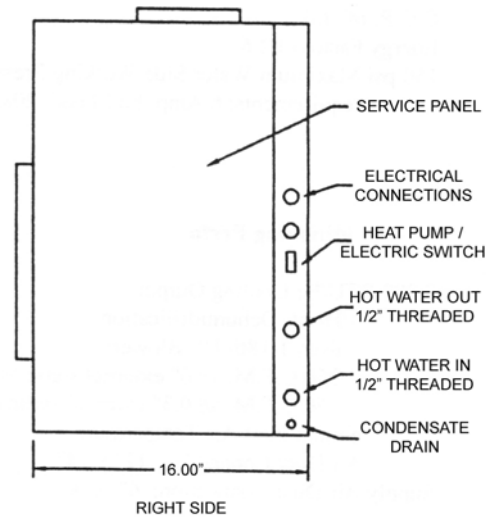 SERVICE PANEL
ELECTRICAL
CONNECTIONS
HEAT PUMP /
ELECTRIC SWITCH
HOT WATER OUT
1/2" THREADED
HOT WATER IN
1/2" THREADED
CONDENSATE
DRAIN
16.00"
RIGHT SIDE